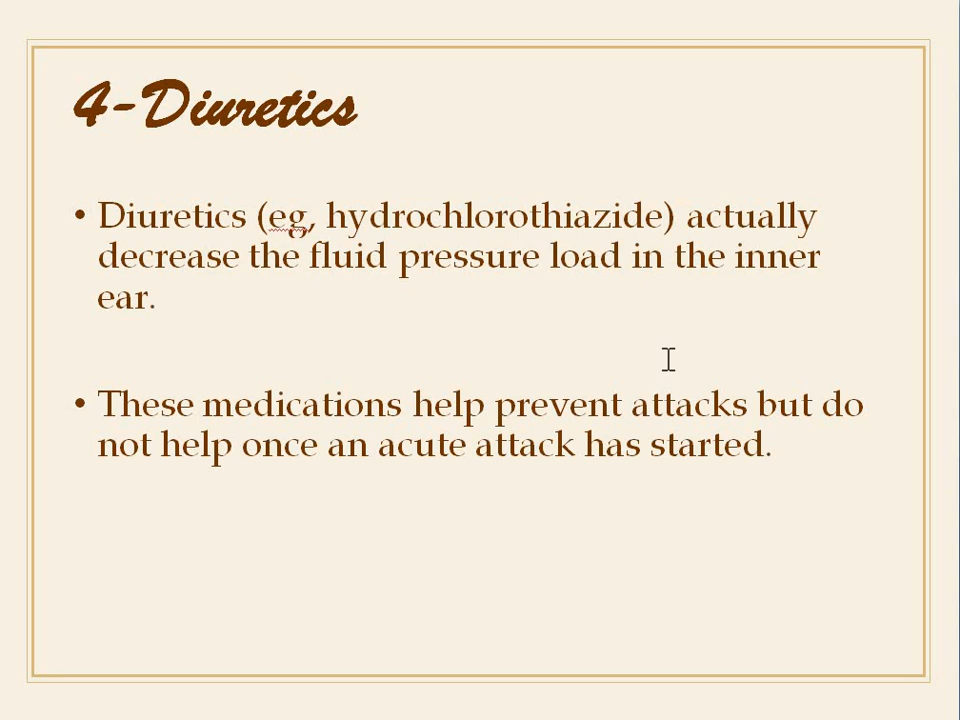 4-Diuretics
• Diuretics (eg, hydrochlorothiazide) actually
decrease the fluid pressure load in the inner
ear.
• These medications help prevent attacks but do
not help once an acute attack has started.